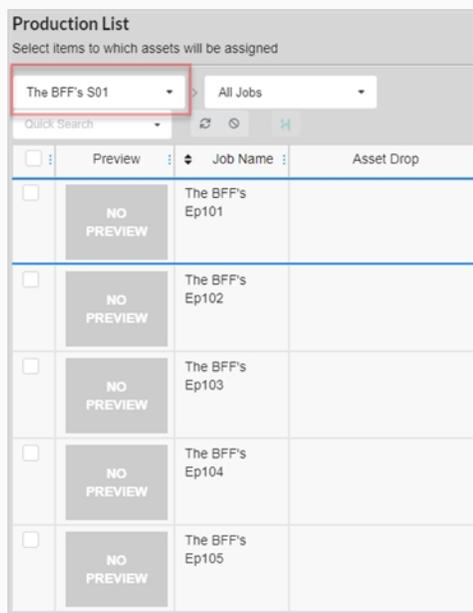 Production List
Select items to which assets will be assigned
The BFF's S01 > All Jobs
Quick Search
Preview Job Name Asset Drop
NO
PREVIEW
The BFF's
Ep101
NO
PREVIEW
The BFF's
Ep102
NO
PREVIEW
The BFF's
Ep103
NO
PREVIEW
The BFF's
Ep104
NO
PREVIEW
The BFF's
Ep105